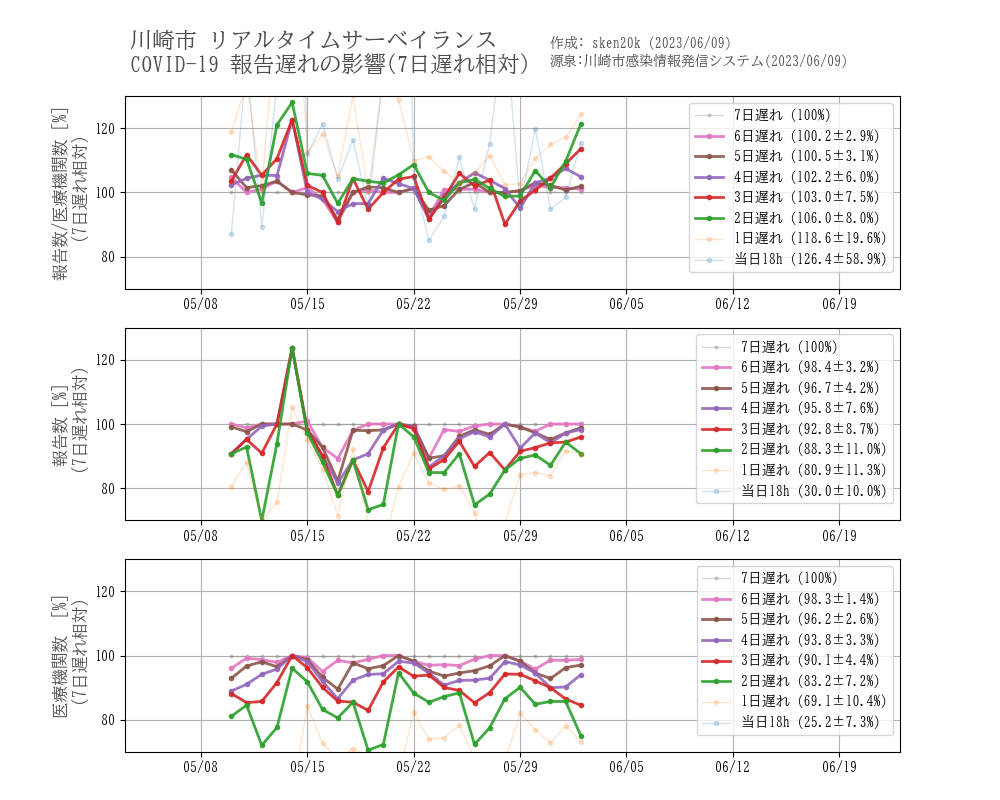 川崎市 リアルタイムサーベイランス
COVID-19 報告遅れの影響(7日遅れ相対)
作成: sken20k (2023/06/09)
源泉:川崎市感染情報発信システム(2023/06/09)
報告数/医療機関数 [%]
(7日遅れ相対)
120
100
80
7日遅れ (100%)
6日遅れ (100.2±2.9%)
5日遅れ (100.5±3.1%)
4日遅れ (102.2±6.0%)
3日遅れ (103.0±7.5%)
2日遅れ (106.0±8.0%)
1日遅れ (118.6±19.6%)
当日18h (126.4±58.9%)
05/08 05/15 05/22 05/29 06/05 06/12 06/19
報告数 [%]
(7日遅れ相対)
120
100
80
7日遅れ (100%)
6日遅れ (98.4±3.2%)
5日遅れ (96.7±4.2%)
4日遅れ (95.8±7.6%)
3日遅れ (92.8±8.7%)
2日遅れ (88.3±11.0%)
1日遅れ (80.9±11.3%)
当日18h (30.0±10.0%)
05/08 05/15 05/22 05/29 06/05 06/12 06/19
医療機関数 [%]
(7日遅れ相対)
120
100
80
7日遅れ (100%)
6日遅れ (98.3±1.4%)
5日遅れ (96.2±2.6%)
4日遅れ (93.8±3.3%)
3日遅れ (90.1±4.4%)
2日遅れ (83.2±7.2%)
1日遅れ (69.1±10.4%)
当日18h (25.2±7.3%)
05/08 05/15 05/22 05/29 06/05 06/12 06/19